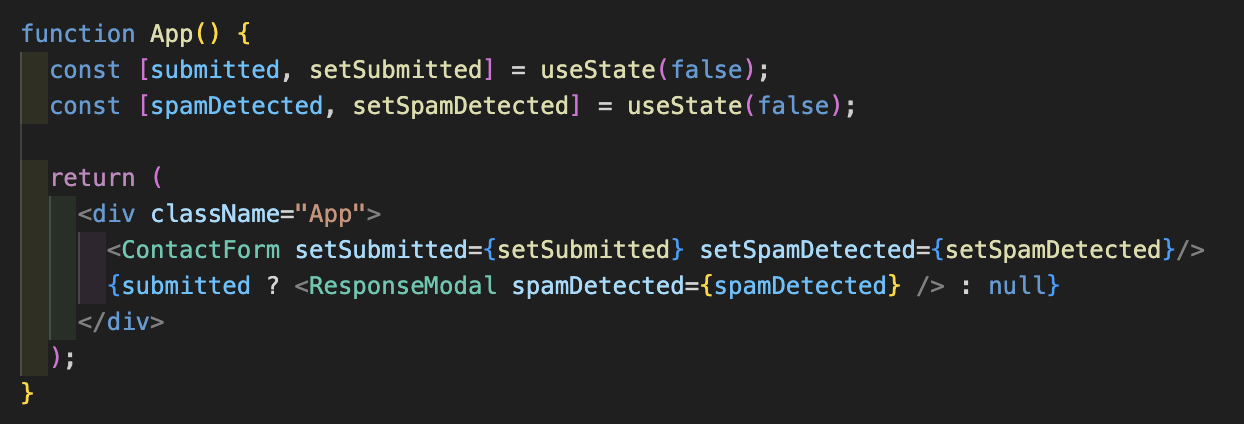 function App() {
  const [submitted, setSubmitted] = useState(false);
  const [spamDetected, setSpamDetected] = useState(false);

  return (
    <div className="App">
      <ContactForm setSubmitted={setSubmitted} setSpamDetected={setSpamDetected}/>
      {submitted ? <ResponseModal spamDetected={spamDetected} /> : null}
    </div>
  );
}